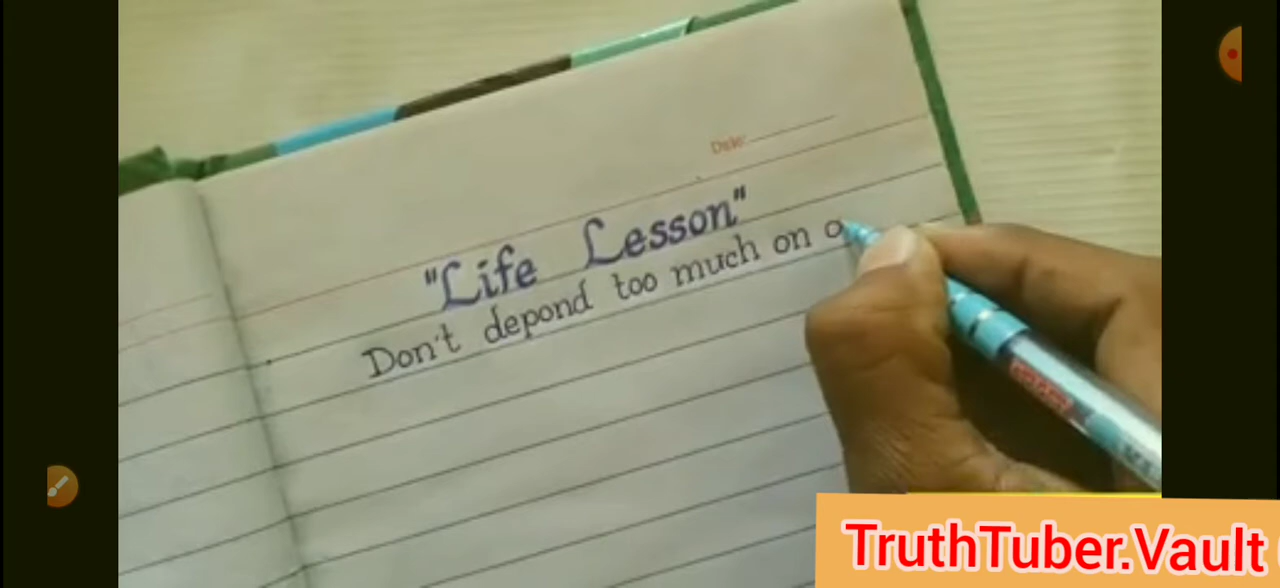 Date:
"Life Lesson"
Don't depond too much on o
TruthTuber.Vault